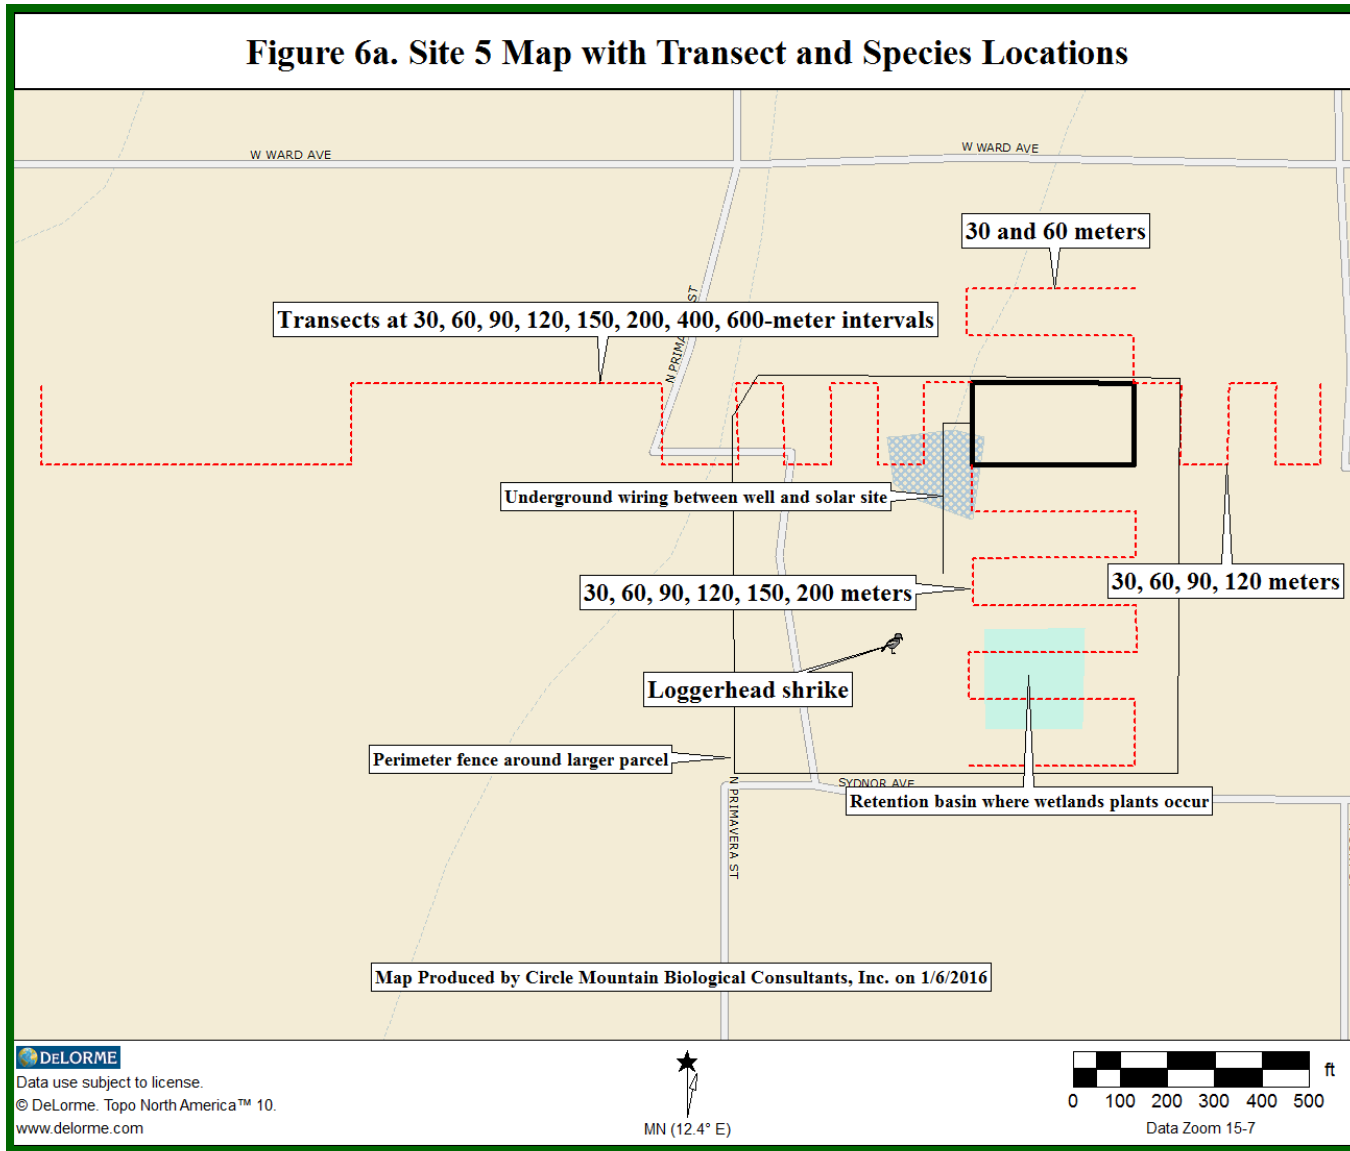 Figure 6a. Site 5 Map with Transect and Species Locations
W WARD AVE
W WARD AVE
30 and 60 meters
N PRIMA
ST
Transects at 30, 60, 90, 120, 150, 200, 400, 600-meter intervals
Underground wiring between well and solar site
30, 60, 90, 120 meters
30, 60, 90, 120, 150, 200 meters
Loggerhead shrike
Perimeter fence around larger parcel
SYDNOR AVE
Retention basin where wetlands plants occur
N PRIMAVERA ST
Map Produced by Circle Mountain Biological Consultants, Inc. on 1/6/2016
DELORME
Data use subject to license.
© DeLorme. Topo North America™ 10.
www.delorme.com
MN (12.4° E)
ft
0 100 200 300 400 500
Data Zoom 15-7